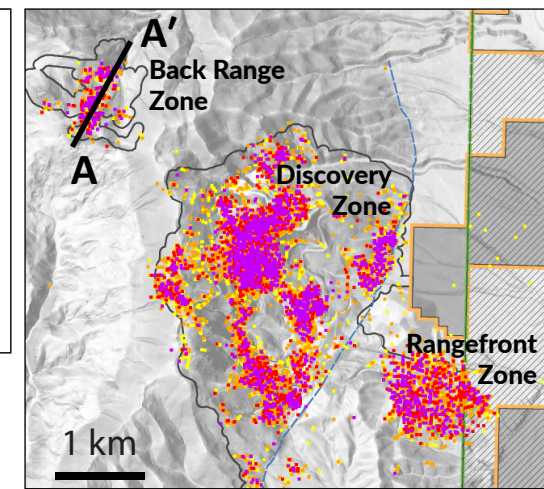 A′
Back Range
Zone
A
Discovery
Zone
Rangefront
Zone
1 km